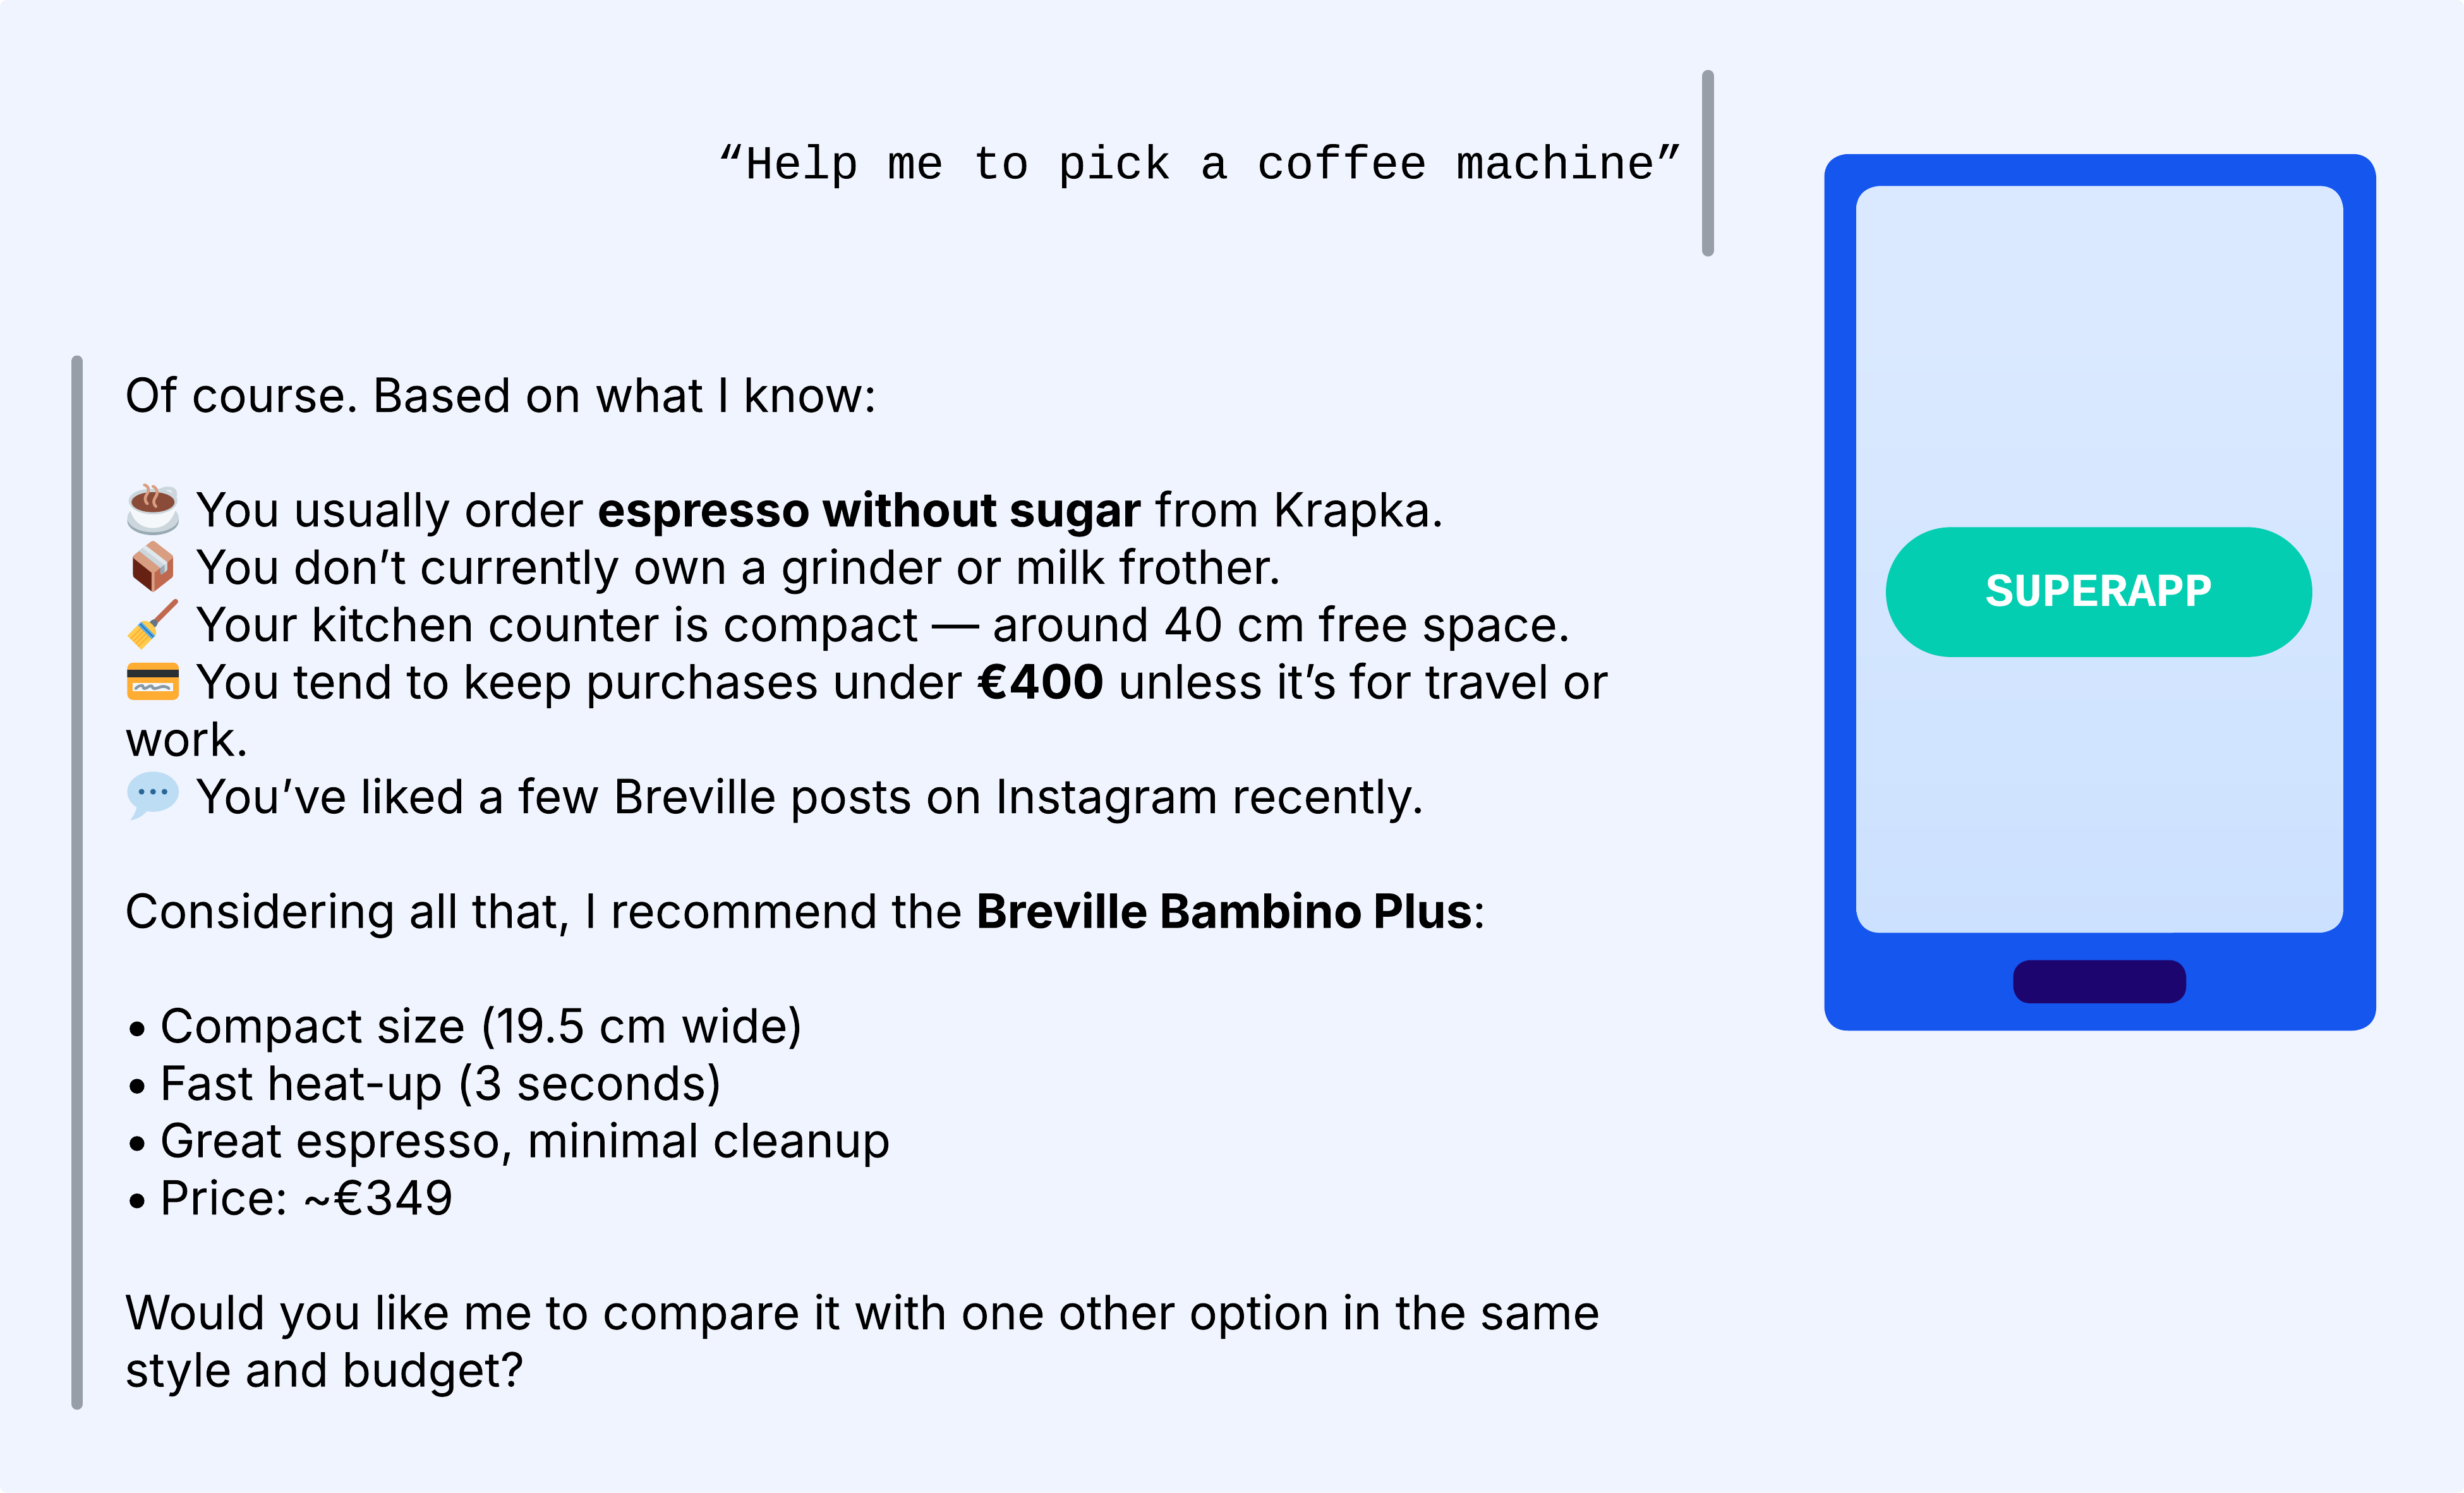 “Help me to pick a coffee machine”
Of course. Based on what I know:
☕ You usually order espresso without sugar from Krapka.
📦 You don’t currently own a grinder or milk frother.
🧹 Your kitchen counter is compact — around 40 cm free space.
💳 You tend to keep purchases under €400 unless it’s for travel or
work.
💬 You’ve liked a few Breville posts on Instagram recently.
Considering all that, I recommend the Breville Bambino Plus:
• Compact size (19.5 cm wide)
• Fast heat-up (3 seconds)
• Great espresso, minimal cleanup
• Price: ~€349
Would you like me to compare it with one other option in the same
style and budget?
SUPERAPP